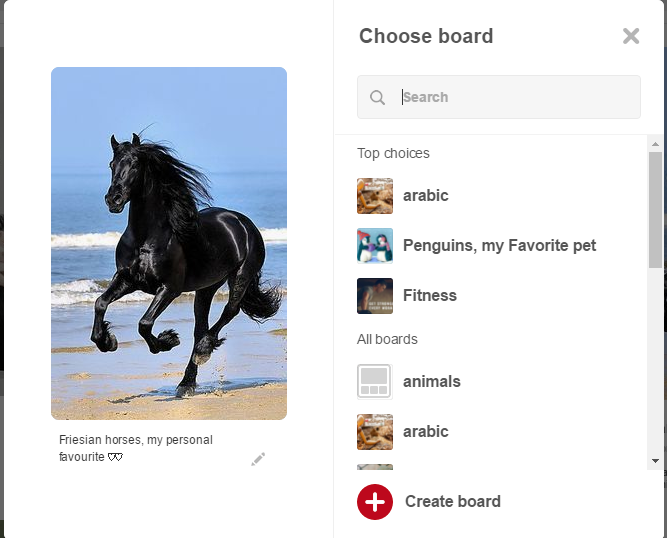 Choose board
Search
Top choices
arabic
Penguins, my Favorite pet
Fitness
All boards
animals
arabic
Create board
Friesian horses, my personal
favourite